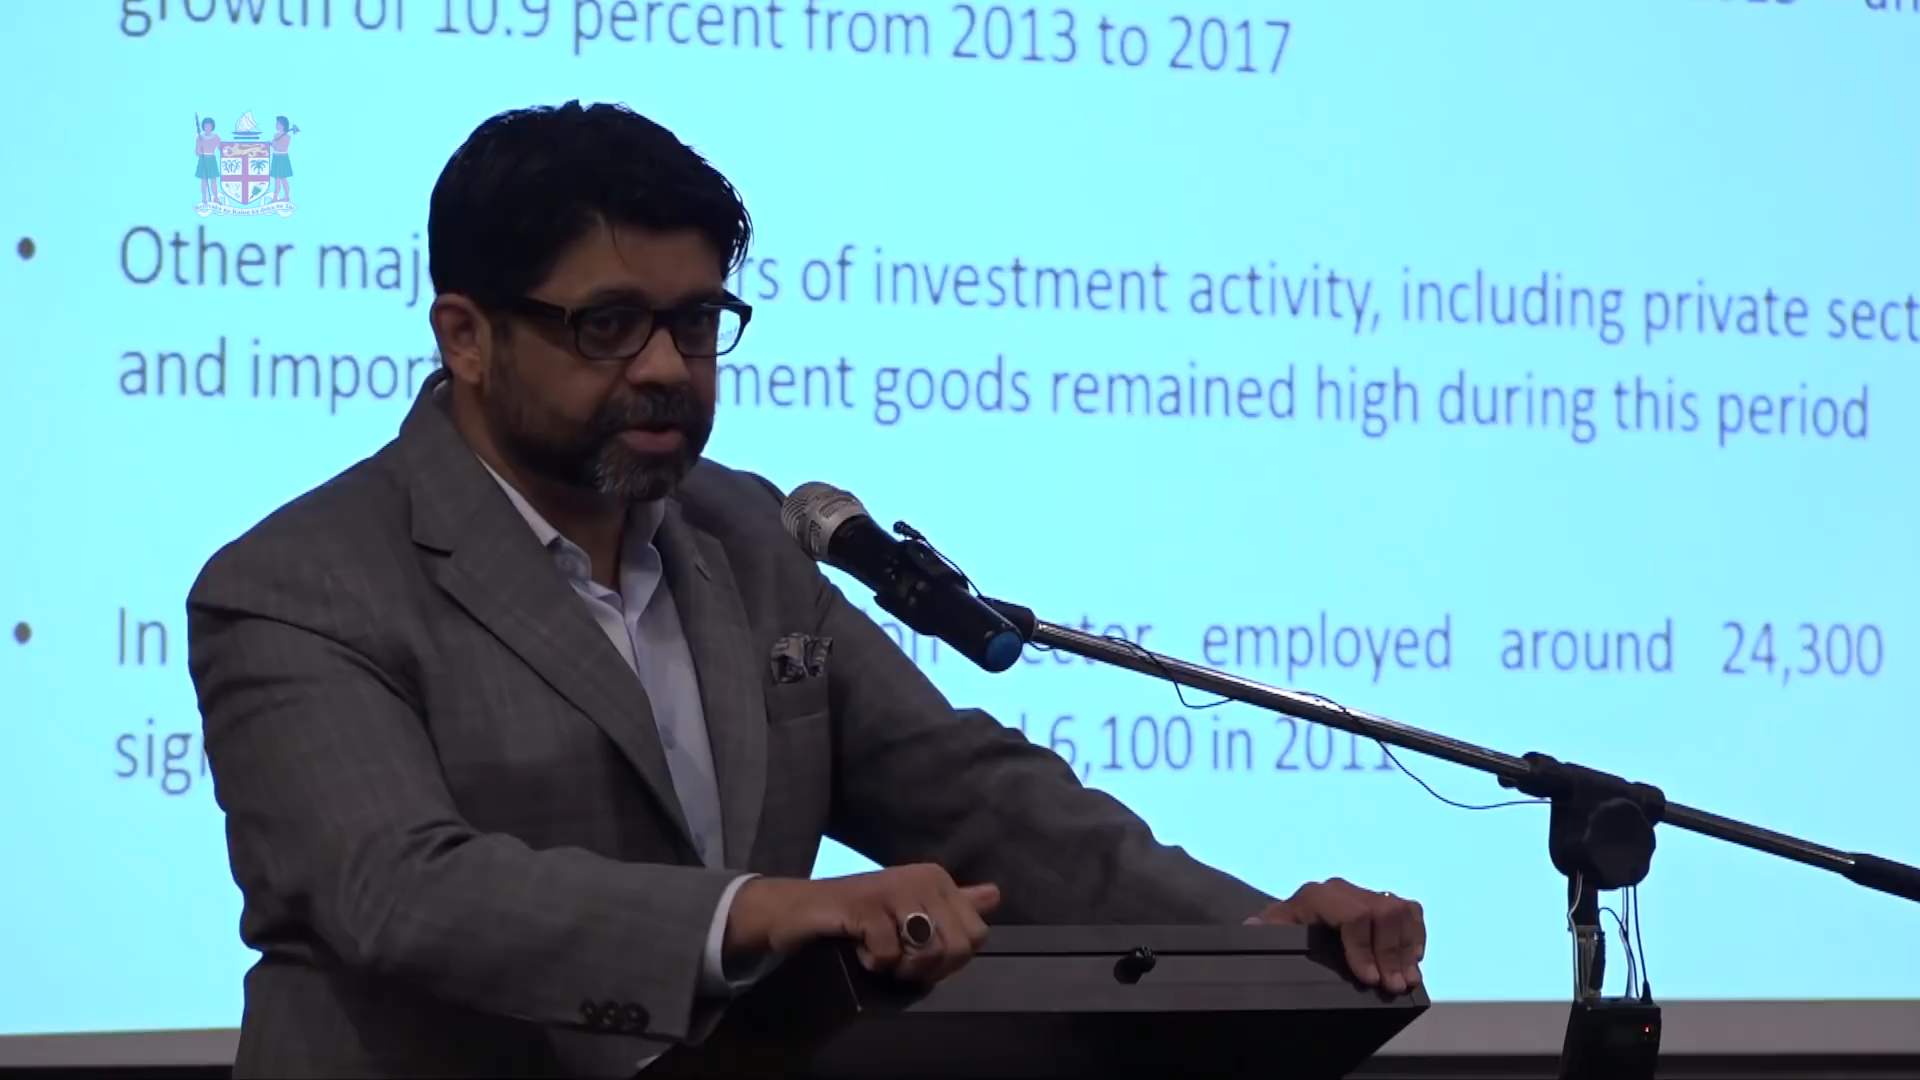 growth of 10.9 percent from 2013 to 2017
• Other maj rs of investment activity, including private sect
and impor ment goods remained high during this period
• In employed around 24,300
sig 6,100 in 2011